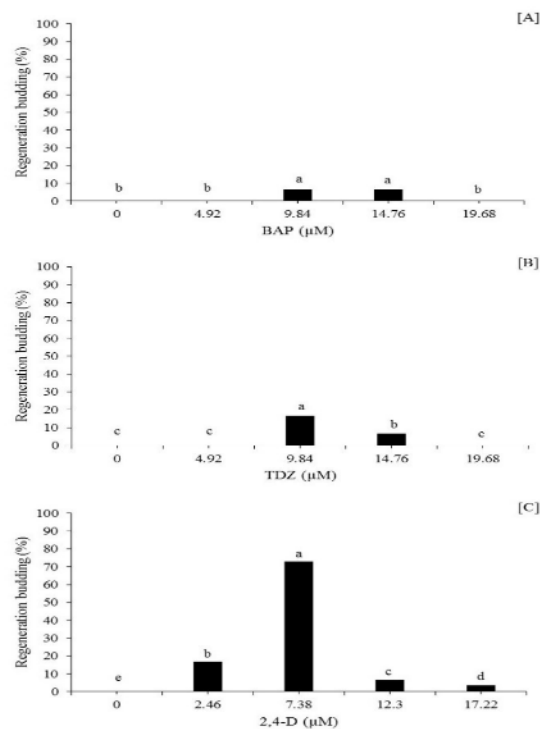 [A]
Regeneration budding (%)
100
90
80
70
60
50
40
30
20
10
0
b b a a b
0 4.92 9.84 14.76 19.68
BAP (µM)
[B]
Regeneration budding (%)
100
90
80
70
60
50
40
30
20
10
0
c c a b c
0 4.92 9.84 14.76 19.68
TDZ (µM)
[C]
Regeneration budding (%)
100
90
80
70
60
50
40
30
20
10
0
e b a c d
0 2.46 7.38 12.3 17.22
2,4-D (µM)